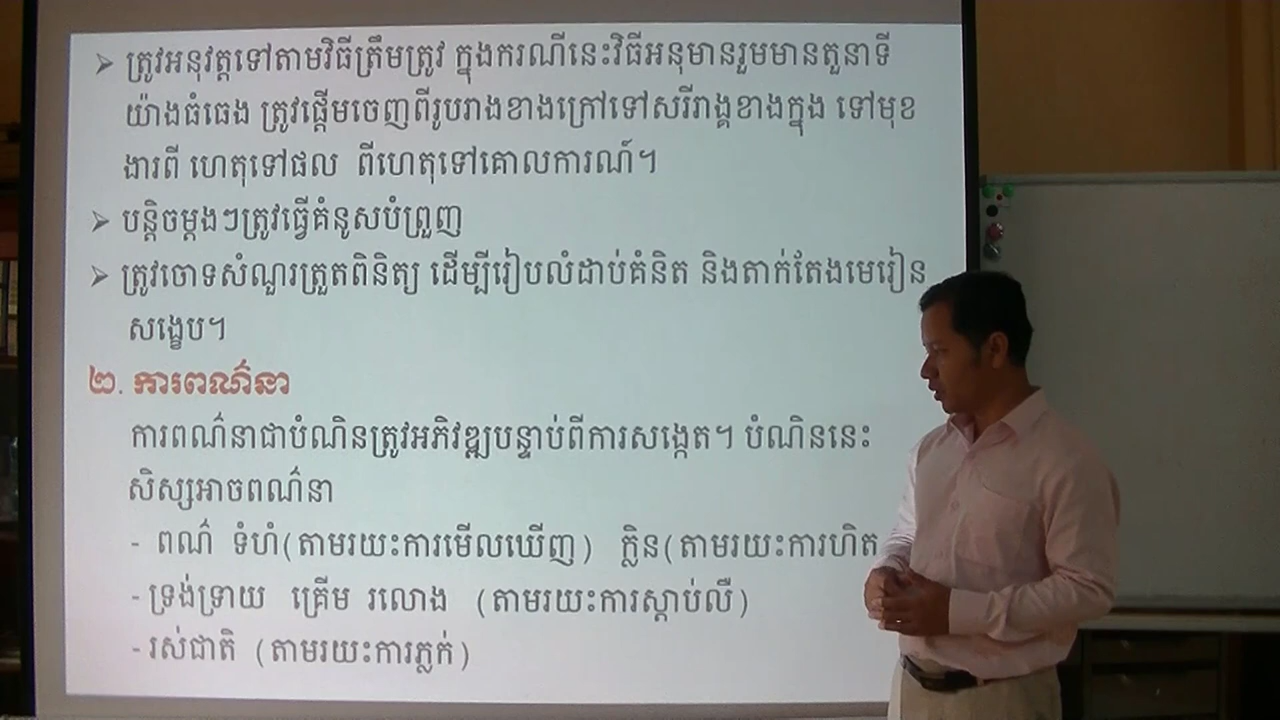 ➢ ត្រូវអនុវត្តទៅតាមវិធីត្រឹមត្រូវ ក្នុងករណីនេះវិធីអនុមានរួមមានតួនាទី
យ៉ាងធំធេង ត្រូវផ្តើមចេញពីរូបរាងខាងក្រៅទៅសរីរាង្គខាងក្នុង ទៅមុខ
ងារពី ហេតុទៅផល ពីហេតុទៅគោលការណ៍។
➢ បន្តិចម្តងៗត្រូវធ្វើគំនូសបំព្រួញ
➢ ត្រូវចោទសំណួរត្រួតពិនិត្យ ដើម្បីរៀបលំដាប់គំនិត និងតាក់តែងមេរៀន
សង្ខេប។
២. ការពណ៌នា
ការពណ៌នាជាបំណិនត្រូវអភិវឌ្ឍបន្ទាប់ពីការសង្កេត។ បំណិននេះ
សិស្សអាចពណ៌នា
- ពណ៌ ទំហំ(តាមរយះការមើលឃើញ) ក្លិន(តាមរយះការហិត
- ទ្រង់ទ្រាយ គ្រើម រលោង (តាមរយះការស្តាប់លឺ)
- រស់ជាតិ (តាមរយះការភ្លក់)